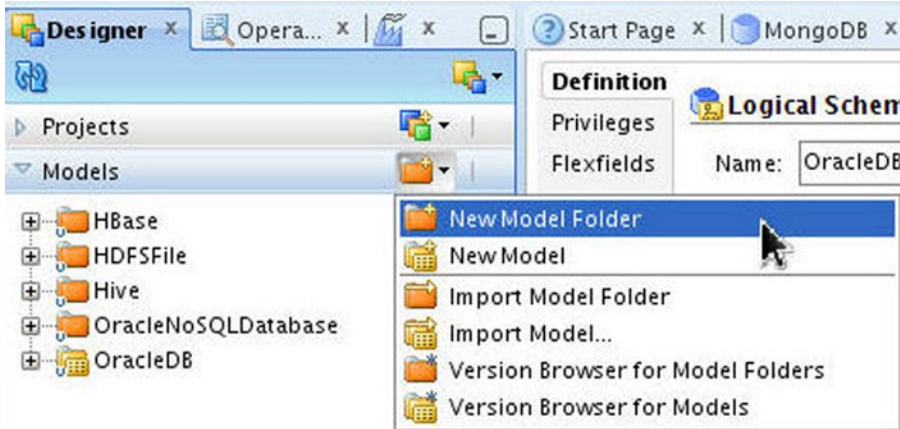 Designer x Opera... x x Start Page x MongoDB x
Definition
Logical Schem
Projects
Privileges
Models
Flexfields
Name: OracleDB
HBase
HDFSFile
Hive
OracleNoSQLDatabase
OracleDB
New Model Folder
New Model
Import Model Folder
Import Model...
Version Browser for Model Folders
Version Browser for Models